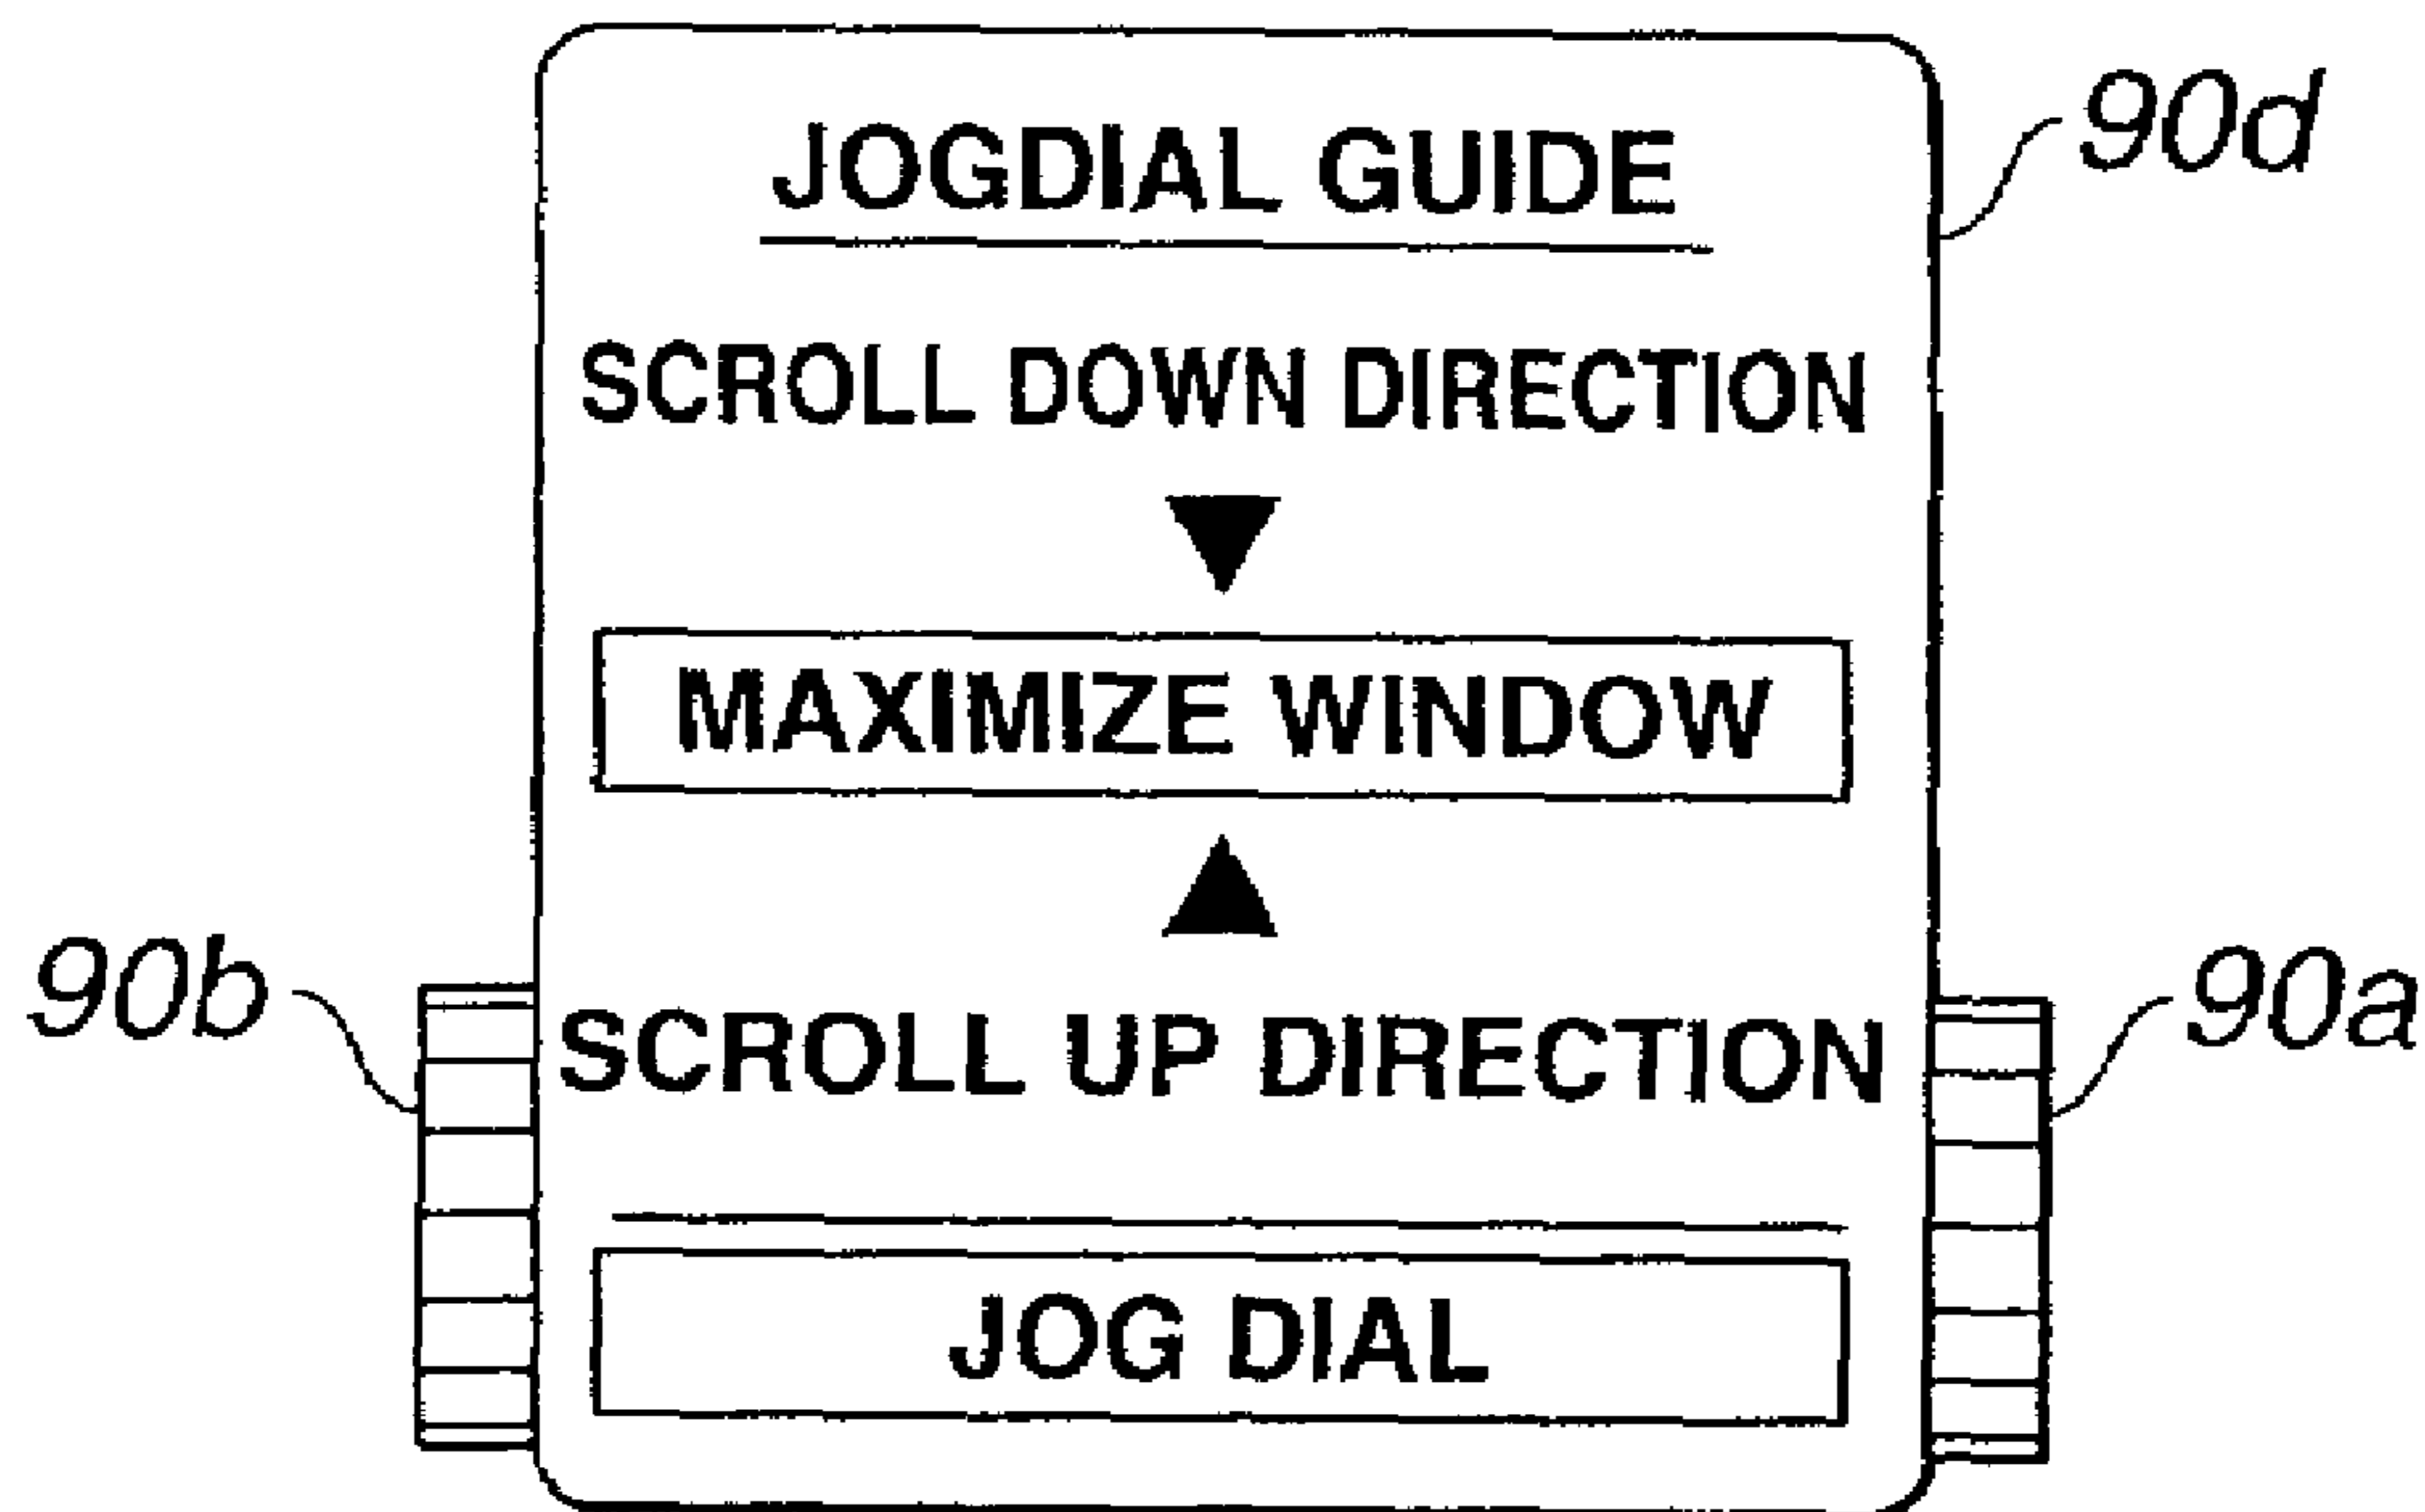 JOGDIAL GUIDE
90d
SCROLL DOWN DIRECTION
MAXIMIZE WINDOW
90b
90a
SCROLL UP DIRECTION
JOG DIAL